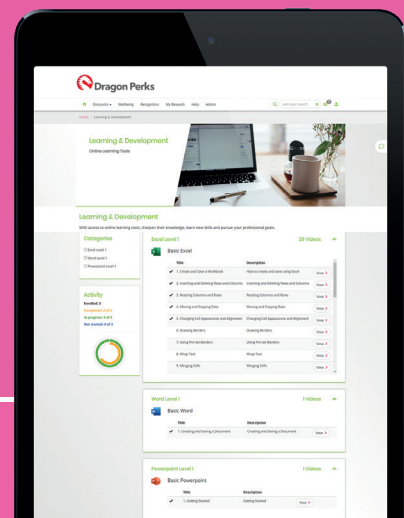 Dragon Perks
Discounts Wellbeing Recognition My Rewards Help Admin
Home Learning & Development
Learning & Development
Online Learning Tools
Learning & Development
With access to online learning tools, sharpen their knowledge, learn new skills and pursue your professional goals.
Categories
Excel Level 1
Word Level 1
Powerpoint Level 1
Activity
Enrolled: 3
In progress: 2 of 3
Not started: 0 of 3
Excel Level 1 29 Videos
Basic Excel
Title Description
1. Create and Save a Workbook How to create and save using Excel View
2. Inserting and Deleting Rows and Columns Inserting and Deleting Rows and Columns View
3. Resizing Columns and Rows Resizing Columns and Rows View
4. Moving and Copying Data Moving and Copying Data View
5. Changing Cell Appearance and Alignment Changing Cell Appearance and Alignment View
6. Drawing Borders Drawing Borders View
7. Using Pre-set Borders Using Pre-set Borders View
8. Wrap Text Wrap Text View
9. Merging Cells Merging Cells View
Word Level 1 1 Videos
Basic Word
Title Description
1. Creating and Saving a Document Creating and Saving a Document View
Powerpoint Level 1 1 Videos
Basic Powerpoint
Title Description
1. Getting Started Getting Started View